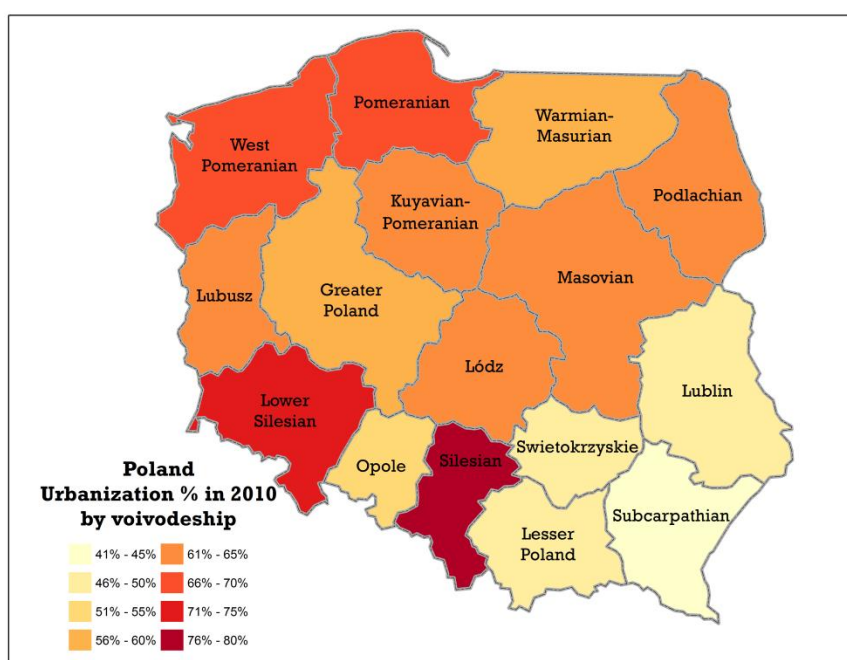 Pomeranian
Warmian-
Masurian
West
Pomeranian
Podlachian
Kuyavian-
Pomeranian
Masovian
Lubusz
Greater
Poland
Lódz
Lublin
Lower
Silesian
Swietokrzyskie
Silesian
Opole
Subcarpathian
Lesser
Poland
Poland
Urbanization % in 2010
by voivodeship
41% - 45%
46% - 50%
51% - 55%
56% - 60%
61% - 65%
66% - 70%
71% - 75%
76% - 80%